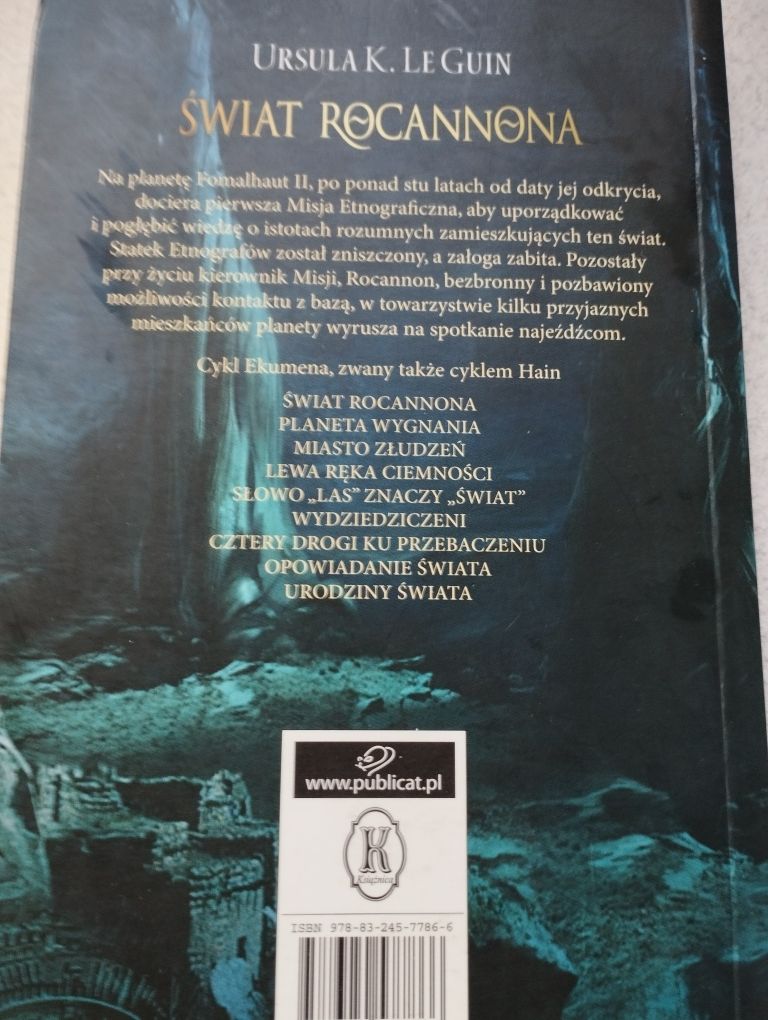 URSULA K. LE GUIN
ŚWIAT ROCANNONA
Na planetę Fomalhaut II, po ponad stu latach od daty jej odkrycia,
dociera pierwsza Misja Etnograficzna, aby uporządkować
i pogłębić wiedzę o istotach rozumnych zamieszkujących ten świat.
Statek Etnografów został zniszczony, a załoga zabita. Pozostały
przy życiu kierownik Misji, Rocannon, bezbronny i pozbawiony
możliwości kontaktu z bazą, w towarzystwie kilku przyjaznych
mieszkańców planety wyrusza na spotkanie najeźdźcom.
Cykl Ekumena, zwany także cyklem Hain
ŚWIAT ROCANNONA
PLANETA WYGNANIA
MIASTO ZŁUDZEŃ
LEWA RĘKA CIEMNOŚCI
SŁOWO „LAS” ZNACZY „ŚWIAT”
WYDZIEDZICZENI
CZTERY DROGI KU PRZEBACZENIU
OPOWIADANIE ŚWIATA
URODZINY ŚWIATA
www.publicat.pl
K
Książnica
ISBN 978-83-245-7786-6